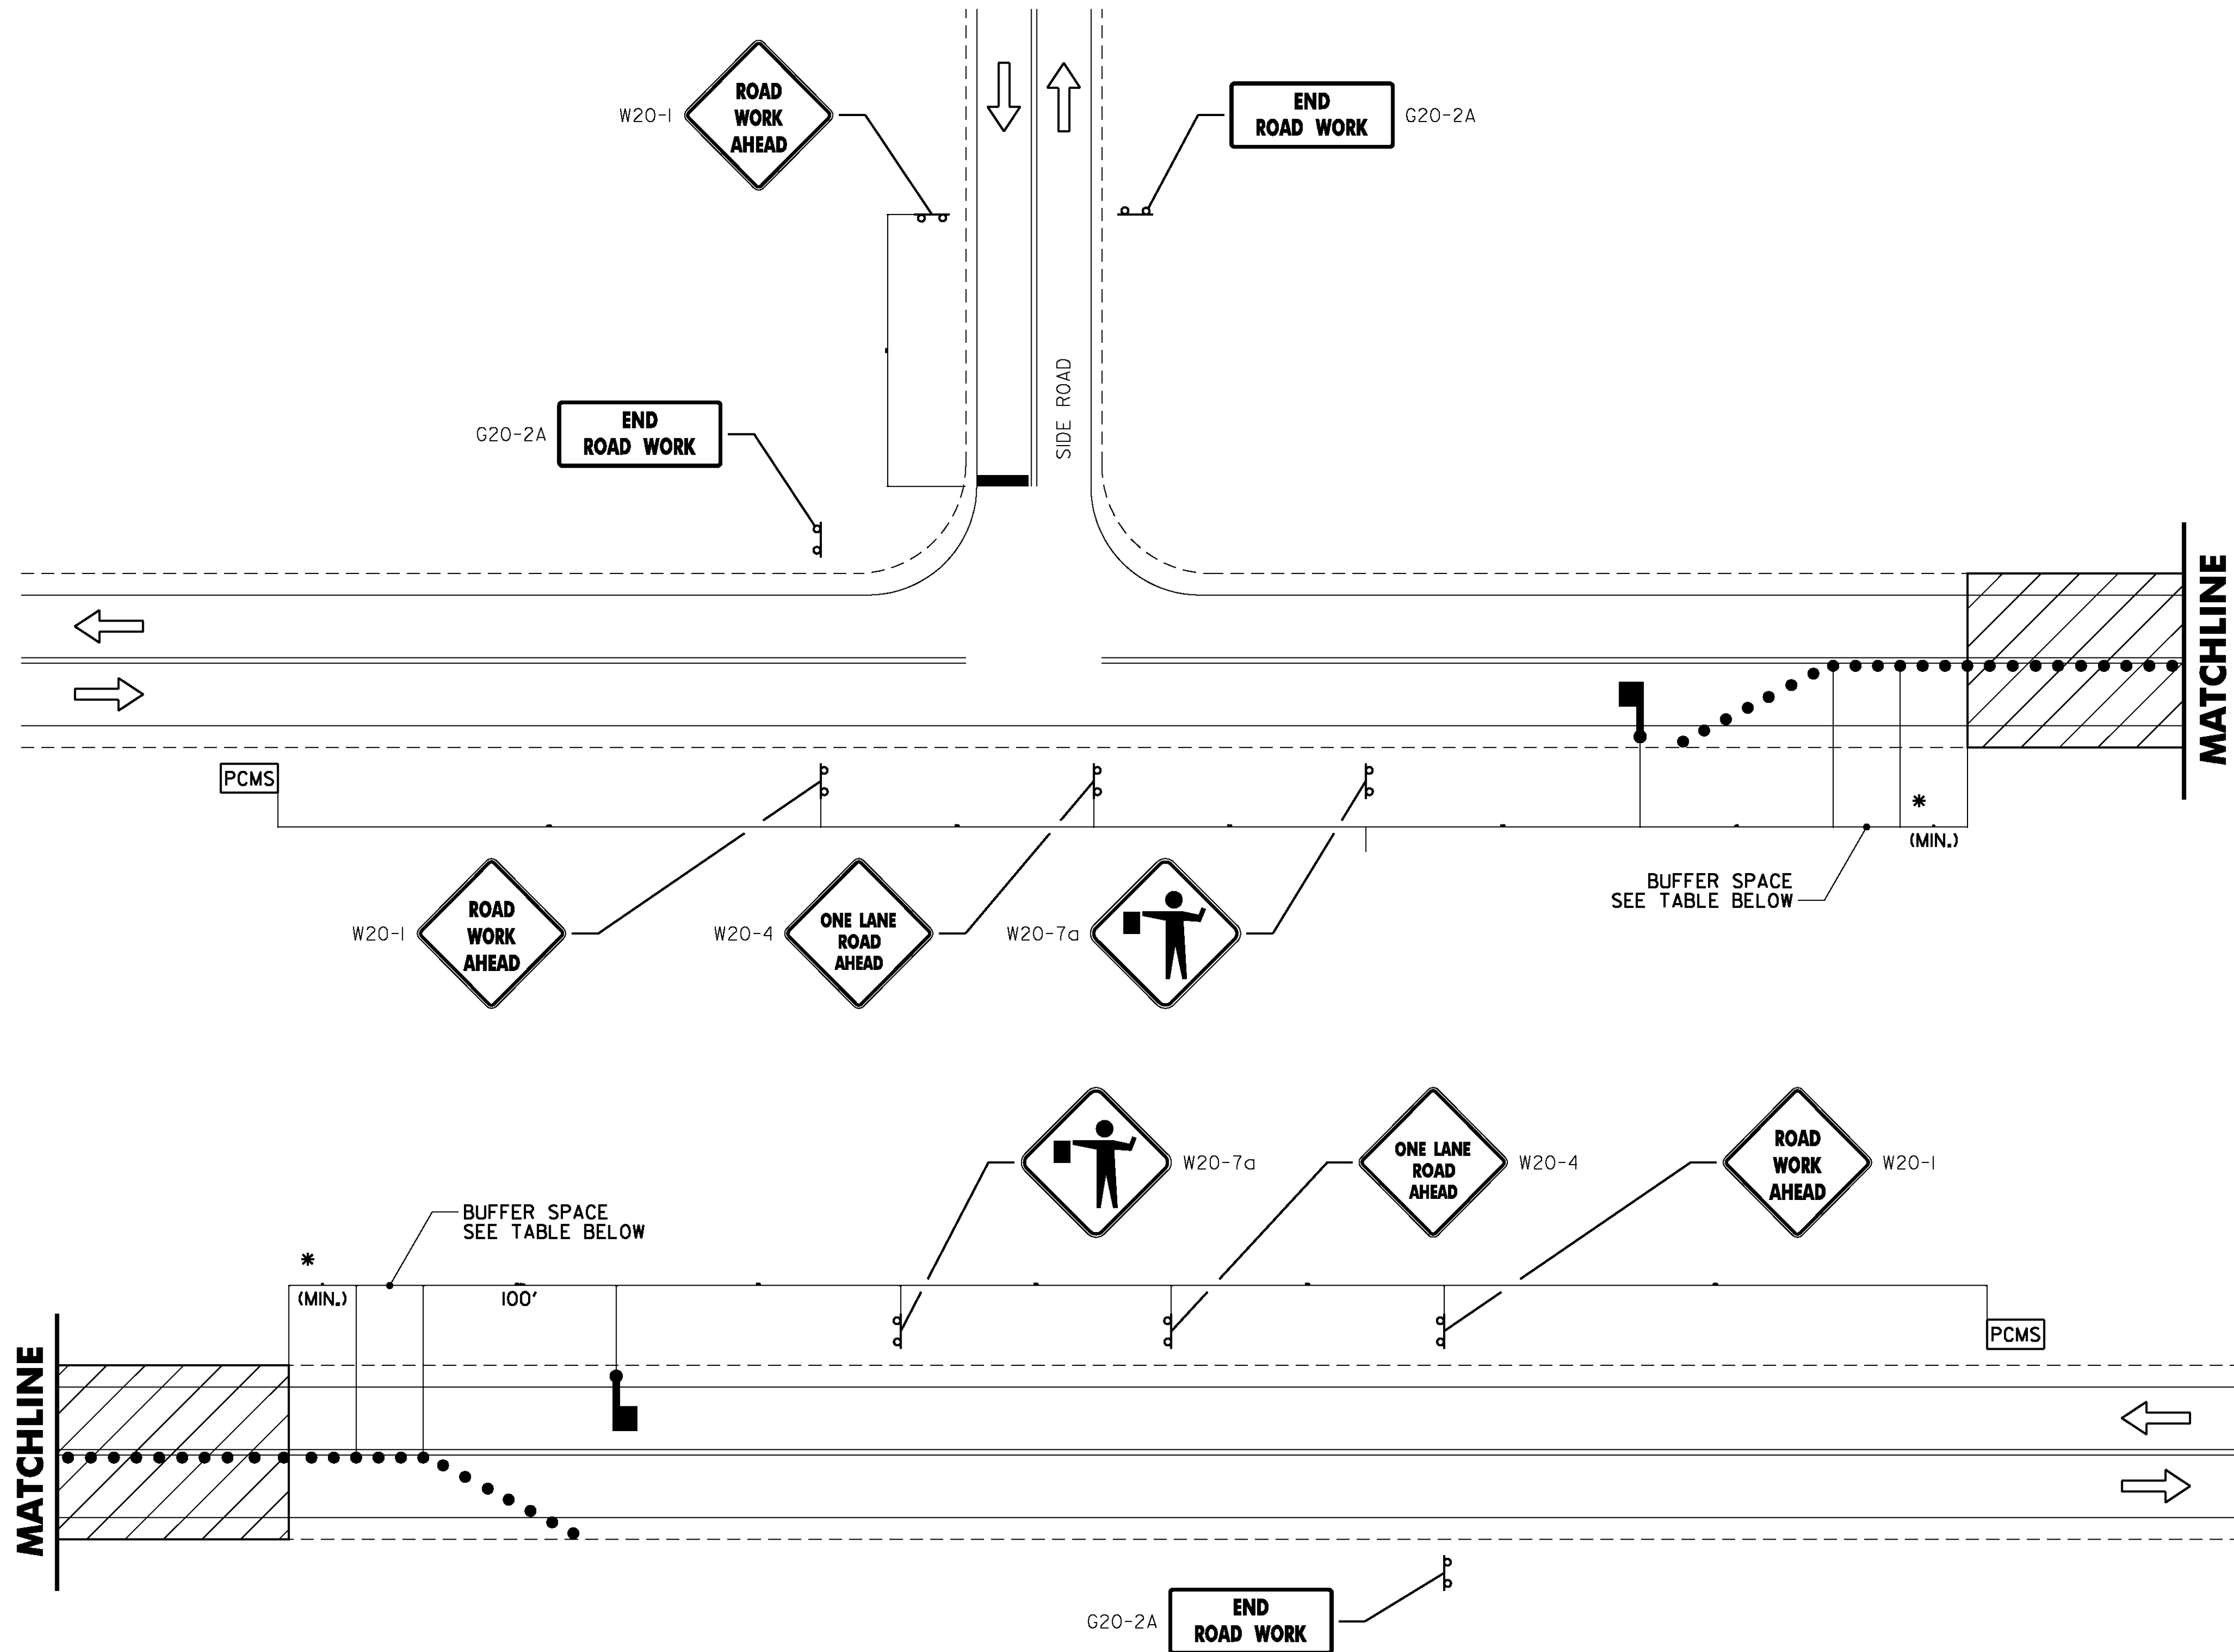 W20-1
ROAD
WORK
AHEAD
END
ROAD WORK
G20-2A
SIDE ROAD
G20-2A
END
ROAD WORK
MATCHLINE
PCMS
*
(MIN.)
BUFFER SPACE
SEE TABLE BELOW
W20-1
ROAD
WORK
AHEAD
W20-4
ONE LANE
ROAD
AHEAD
W20-7a
W20-7a
ONE LANE
ROAD
AHEAD
W20-4
ROAD
WORK
AHEAD
W20-1
BUFFER SPACE
SEE TABLE BELOW
*
(MIN.)
100'
PCMS
MATCHLINE
G20-2A
END
ROAD WORK